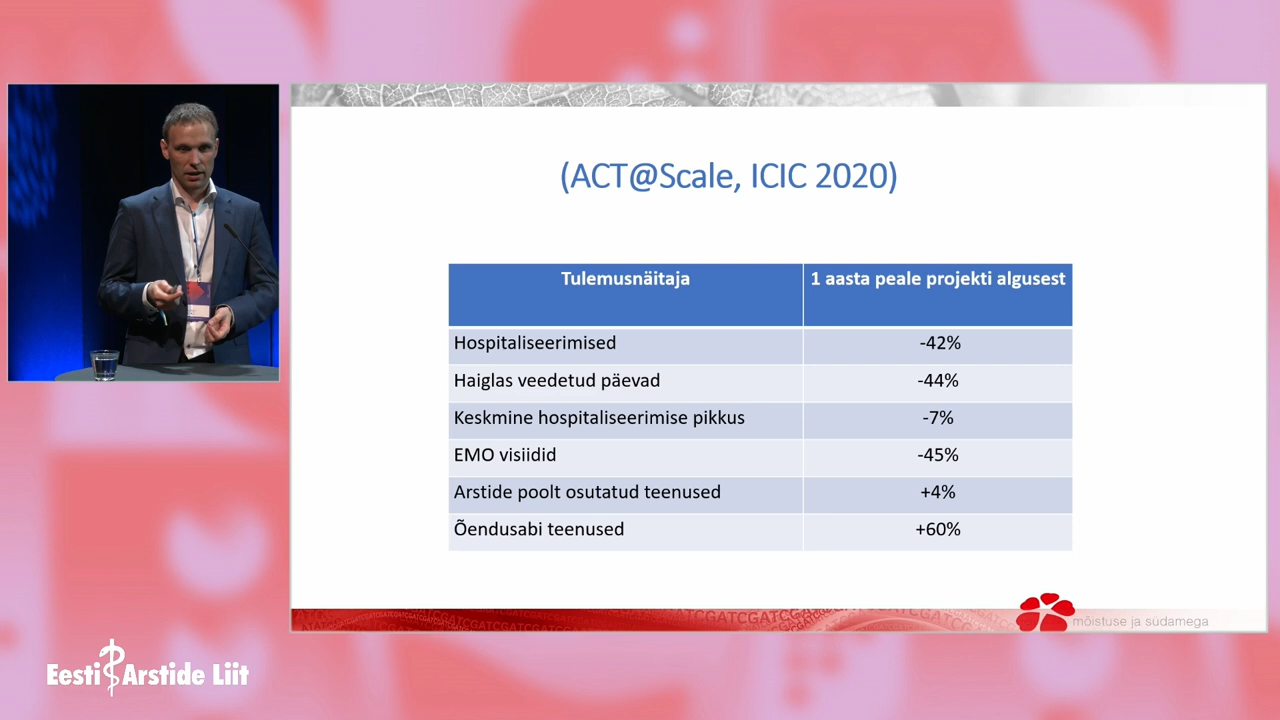 (ACT@Scale, ICIC 2020)
Tulemusnäitaja
1 aasta peale projekti algusest
Hospitaliseerimised
-42%
Haiglas veedetud päevad
-44%
Keskmine hospitaliseerimise pikkus
-7%
EMO visiidid
-45%
Arstide poolt osutatud teenused
+4%
Õendusabi teenused
+60%
mõistuse ja südamega
Eesti Arstide Liit